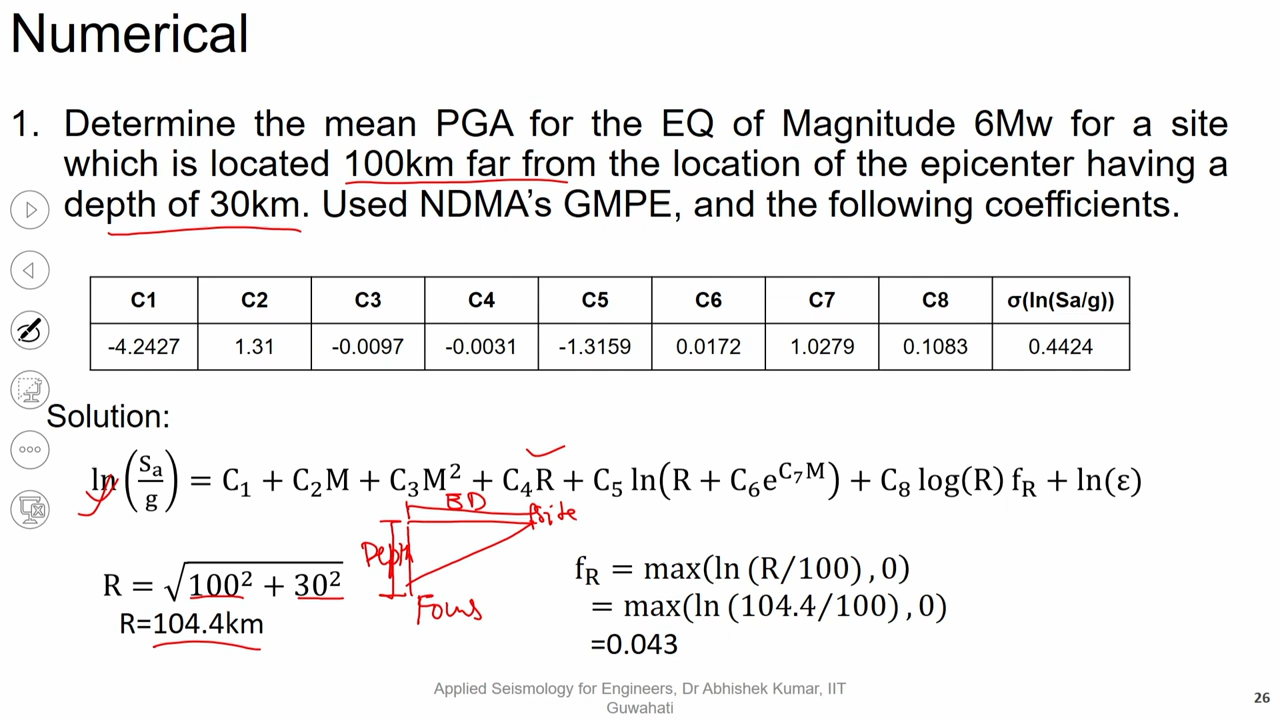 Numerical
1. Determine the mean PGA for the EQ of Magnitude 6Mw for a site
which is located 100km far from the location of the epicenter having a
depth of 30km. Used NDMA's GMPE, and the following coefficients.
C1 C2 C3 C4 C5 C6 C7 C8 σ(ln(Sa/g))
-4.2427 1.31 -0.0097 -0.0031 -1.3159 0.0172 1.0279 0.1083 0.4424
Solution:
ln(Sₐ/g) = C₁ + C₂M + C₃M² + C₄R + C₅ ln(R + C₆e^(C₇M)) + C₈ log(R) f_R + ln(ε)
ED
Site
Depth
Focus
R = √(100² + 30²)
R=104.4km
f_R = max(ln (R/100) , 0)
= max(ln (104.4/100) , 0)
=0.043
Applied Seismology for Engineers, Dr Abhishek Kumar, IIT
Guwahati
26